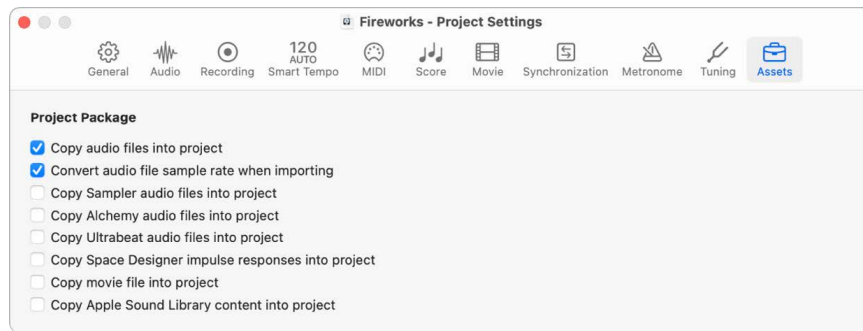 Fireworks - Project Settings
120
AUTO
General Audio Recording Smart Tempo MIDI Score Movie Synchronization Metronome Tuning Assets
Project Package
Copy audio files into project
Convert audio file sample rate when importing
Copy Sampler audio files into project
Copy Alchemy audio files into project
Copy Ultrabeat audio files into project
Copy Space Designer impulse responses into project
Copy movie file into project
Copy Apple Sound Library content into project